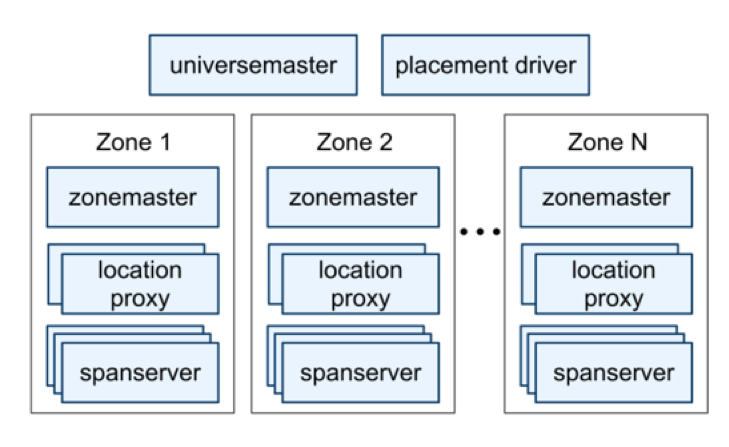 universemaster
placement driver
Zone 1
zonemaster
location
proxy
spanserver
Zone 2
zonemaster
location
proxy
spanserver
...
Zone N
zonemaster
location
proxy
spanserver